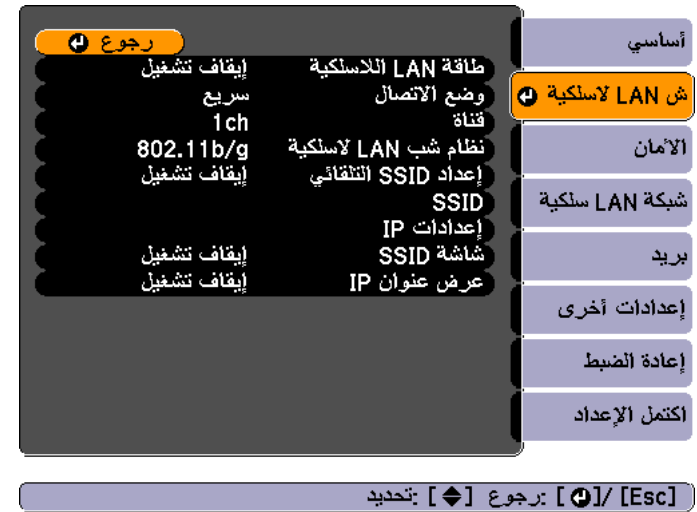 أساسي
ش LAN لاسلكية
الأمان
شبكة LAN سلكية
بريد
إعدادات أخرى
إعادة الضبط
اكتمل الإعداد
رجوع
طاقة LAN اللاسلكية إيقاف تشغيل
وضع الاتصال سريع
قناة 1ch
نظام شب LAN لاسلكية 802.11b/g
إعداد SSID التلقائي إيقاف تشغيل
SSID
إعدادات IP
شاشة SSID إيقاف تشغيل
عرض عنوان IP إيقاف تشغيل
[Esc] /[ ] :رجوع [ ] :تحديد